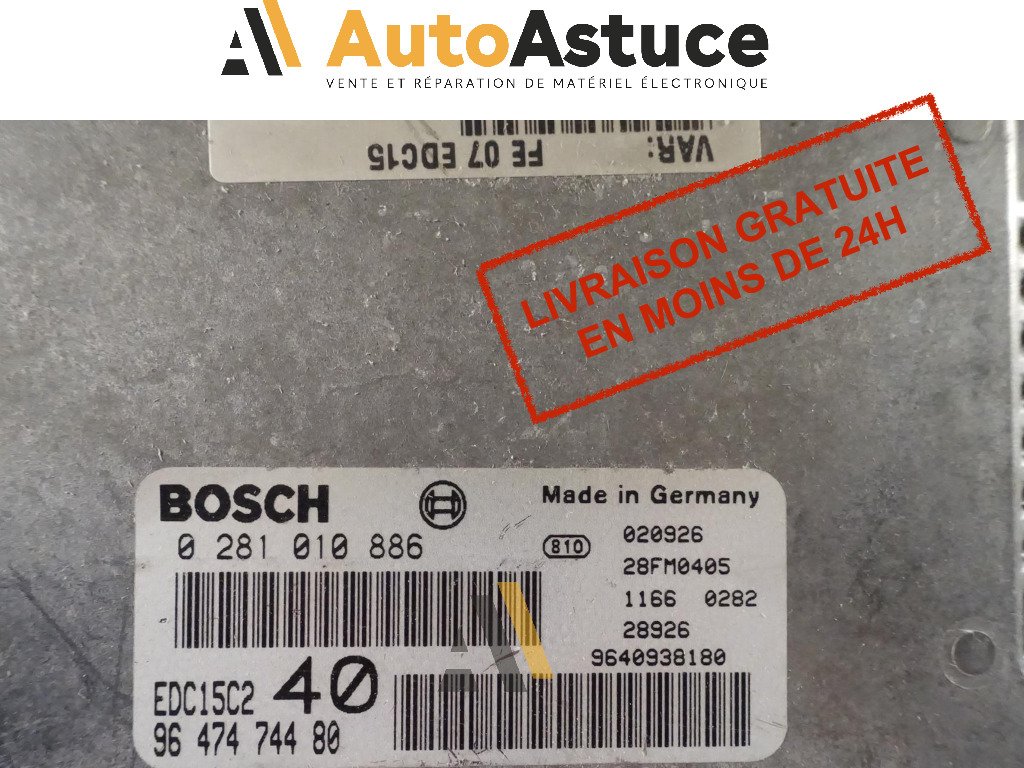 AutoAstuce
VENTE ET RÉPARATION DE MATÉRIEL ÉLECTRONIQUE
VAR: FE 07 EDC15
LIVRAISON GRATUITE
EN MOINS DE 24H
BOSCH
Made in Germany
0 281 010 886
810
020926
28FM0405
1166 0282
28926
9640938180
EDC15C2 40
96 474 744 80